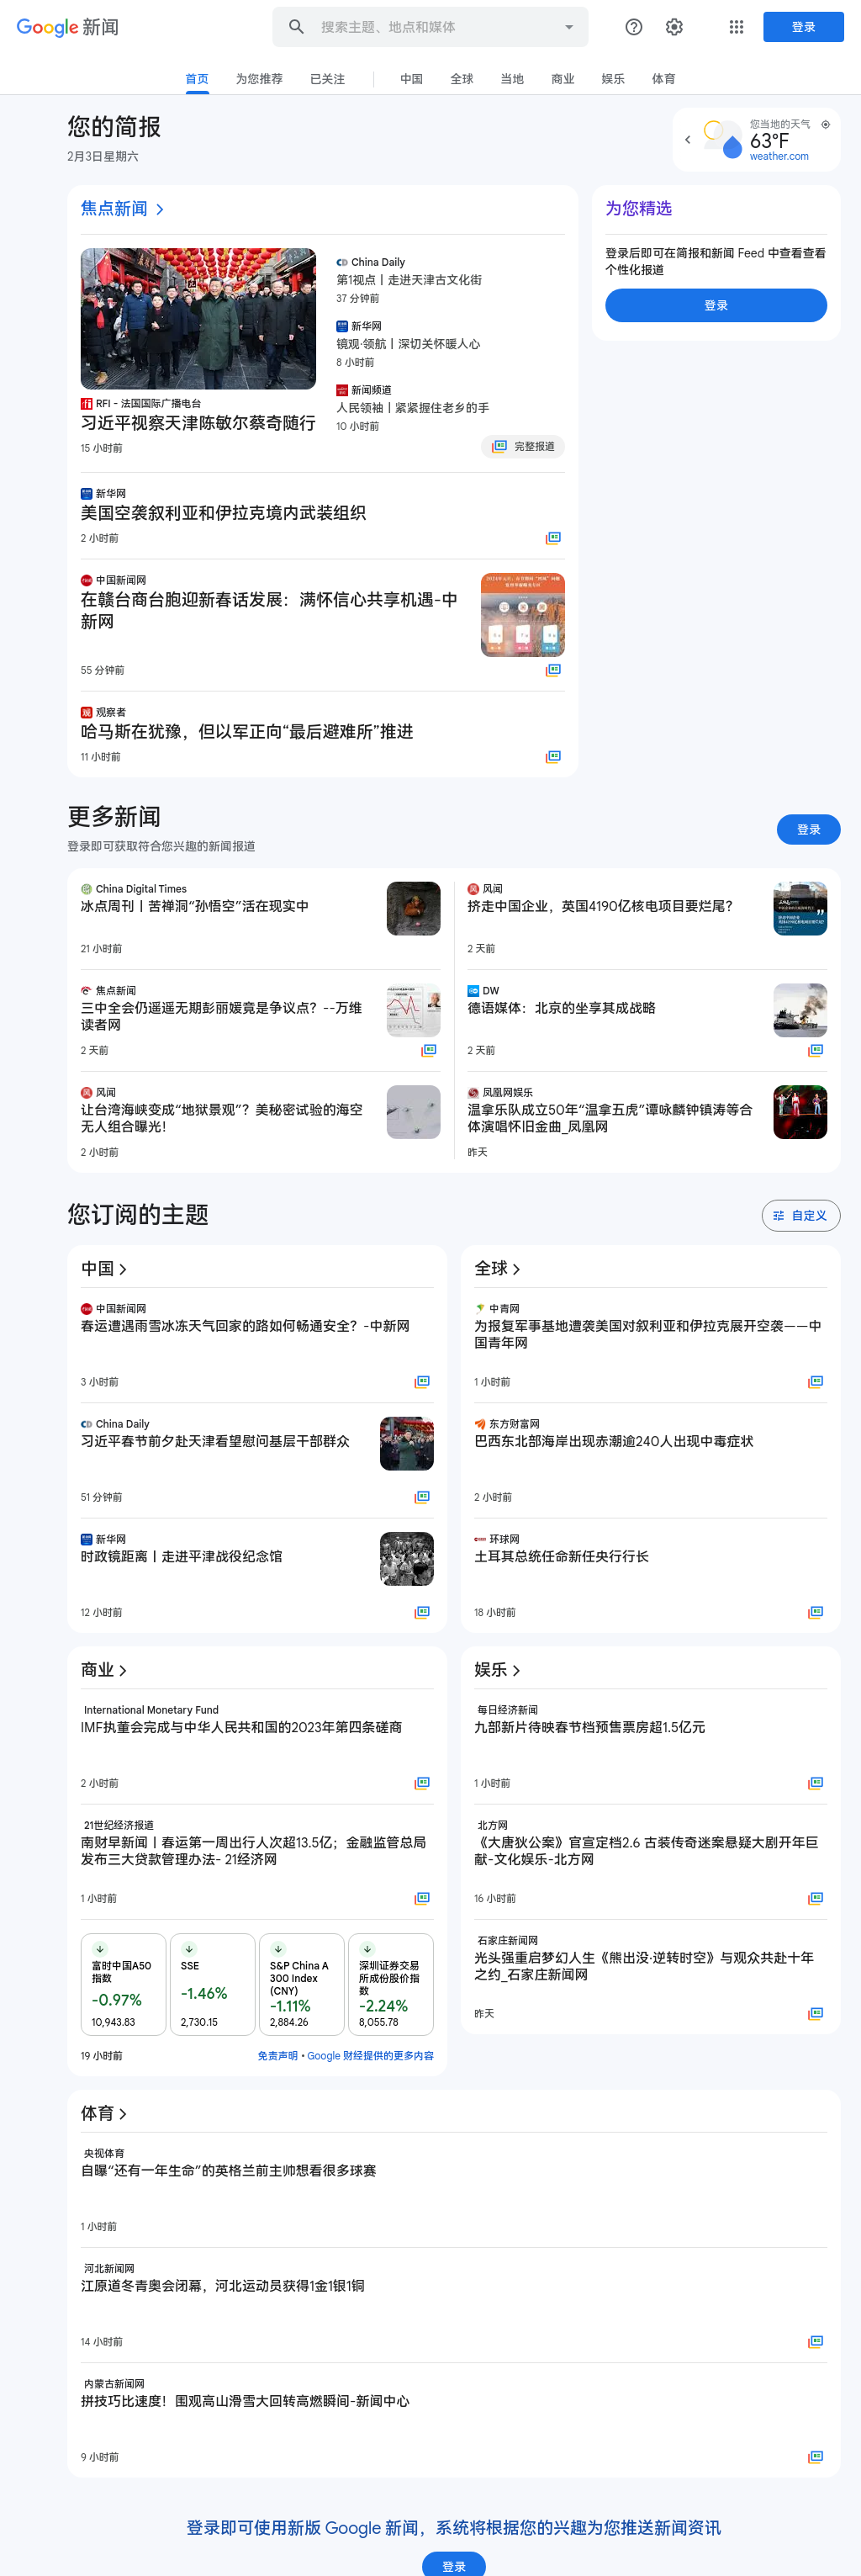 Google 新闻
搜索主题、地点和媒体
登录
首页
为您推荐
已关注
中国
全球
当地
商业
娱乐
体育
您的简报
2月3日星期六
您当地的天气
63°F
weather.com
焦点新闻
RFI - 法国国际广播电台
习近平视察天津陈敏尔蔡奇随行
15 小时前
China Daily
第1视点丨走进天津古文化街
37 分钟前
新华网
镜观·领航丨深切关怀暖人心
8 小时前
新闻频道
人民领袖丨紧紧握住老乡的手
10 小时前
完整报道
新华网
美国空袭叙利亚和伊拉克境内武装组织
2 小时前
中国新闻网
在赣台商台胞迎新春话发展：满怀信心共享机遇-中
新网
55 分钟前
观察者
哈马斯在犹豫，但以军正向“最后避难所”推进
11 小时前
为您精选
登录后即可在简报和新闻 Feed 中查看查看
个性化报道
登录
更多新闻
登录即可获取符合您兴趣的新闻报道
登录
China Digital Times
冰点周刊丨苦禅洞“孙悟空”活在现实中
21 小时前
焦点新闻
三中全会仍遥遥无期彭丽媛竟是争议点？--万维
读者网
2 天前
风闻
让台湾海峡变成“地狱景观”？美秘密试验的海空
无人组合曝光！
2 小时前
风闻
挤走中国企业，英国4190亿核电项目要烂尾？
2 天前
DW
德语媒体：北京的坐享其成战略
2 天前
凤凰网娱乐
温拿乐队成立50年“温拿五虎”谭咏麟钟镇涛等合
体演唱怀旧金曲_凤凰网
昨天
您订阅的主题
自定义
中国
中国新闻网
春运遭遇雨雪冰冻天气回家的路如何畅通安全？-中新网
3 小时前
China Daily
习近平春节前夕赴天津看望慰问基层干部群众
51 分钟前
新华网
时政镜距离丨走进平津战役纪念馆
12 小时前
全球
中青网
为报复军事基地遭袭美国对叙利亚和伊拉克展开空袭——中
国青年网
1 小时前
东方财富网
巴西东北部海岸出现赤潮逾240人出现中毒症状
2 小时前
环球网
土耳其总统任命新任央行行长
18 小时前
商业
International Monetary Fund
IMF执董会完成与中华人民共和国的2023年第四条磋商
2 小时前
21世纪经济报道
南财早新闻丨春运第一周出行人次超13.5亿；金融监管总局
发布三大贷款管理办法- 21经济网
1 小时前
富时中国A50
指数
-0.97%
10,943.83
SSE
-1.46%
2,730.15
S&P China A
300 Index
(CNY)
-1.11%
2,884.26
深圳证券交易
所成份股价指
数
-2.24%
8,055.78
19 小时前
免责声明 • Google 财经提供的更多内容
娱乐
每日经济新闻
九部新片待映春节档预售票房超1.5亿元
1 小时前
北方网
《大唐狄公案》官宣定档2.6 古装传奇迷案悬疑大剧开年巨
献-文化娱乐-北方网
16 小时前
石家庄新闻网
光头强重启梦幻人生《熊出没·逆转时空》与观众共赴十年
之约_石家庄新闻网
昨天
体育
央视体育
自曝“还有一年生命”的英格兰前主帅想看很多球赛
1 小时前
河北新闻网
江原道冬青奥会闭幕，河北运动员获得1金1银1铜
14 小时前
内蒙古新闻网
拼技巧比速度！围观高山滑雪大回转高燃瞬间-新闻中心
9 小时前
登录即可使用新版 Google 新闻，系统将根据您的兴趣为您推送新闻资讯
登录